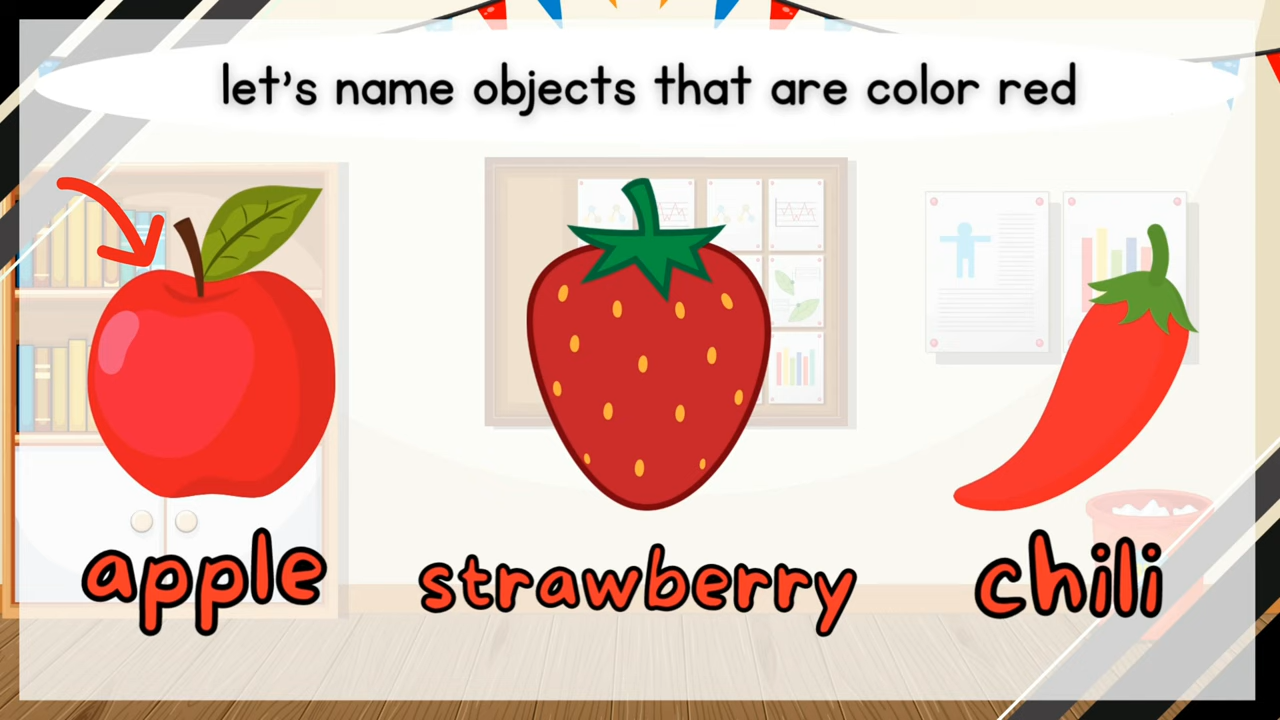 let's name objects that are color red
apple
strawberry
chili